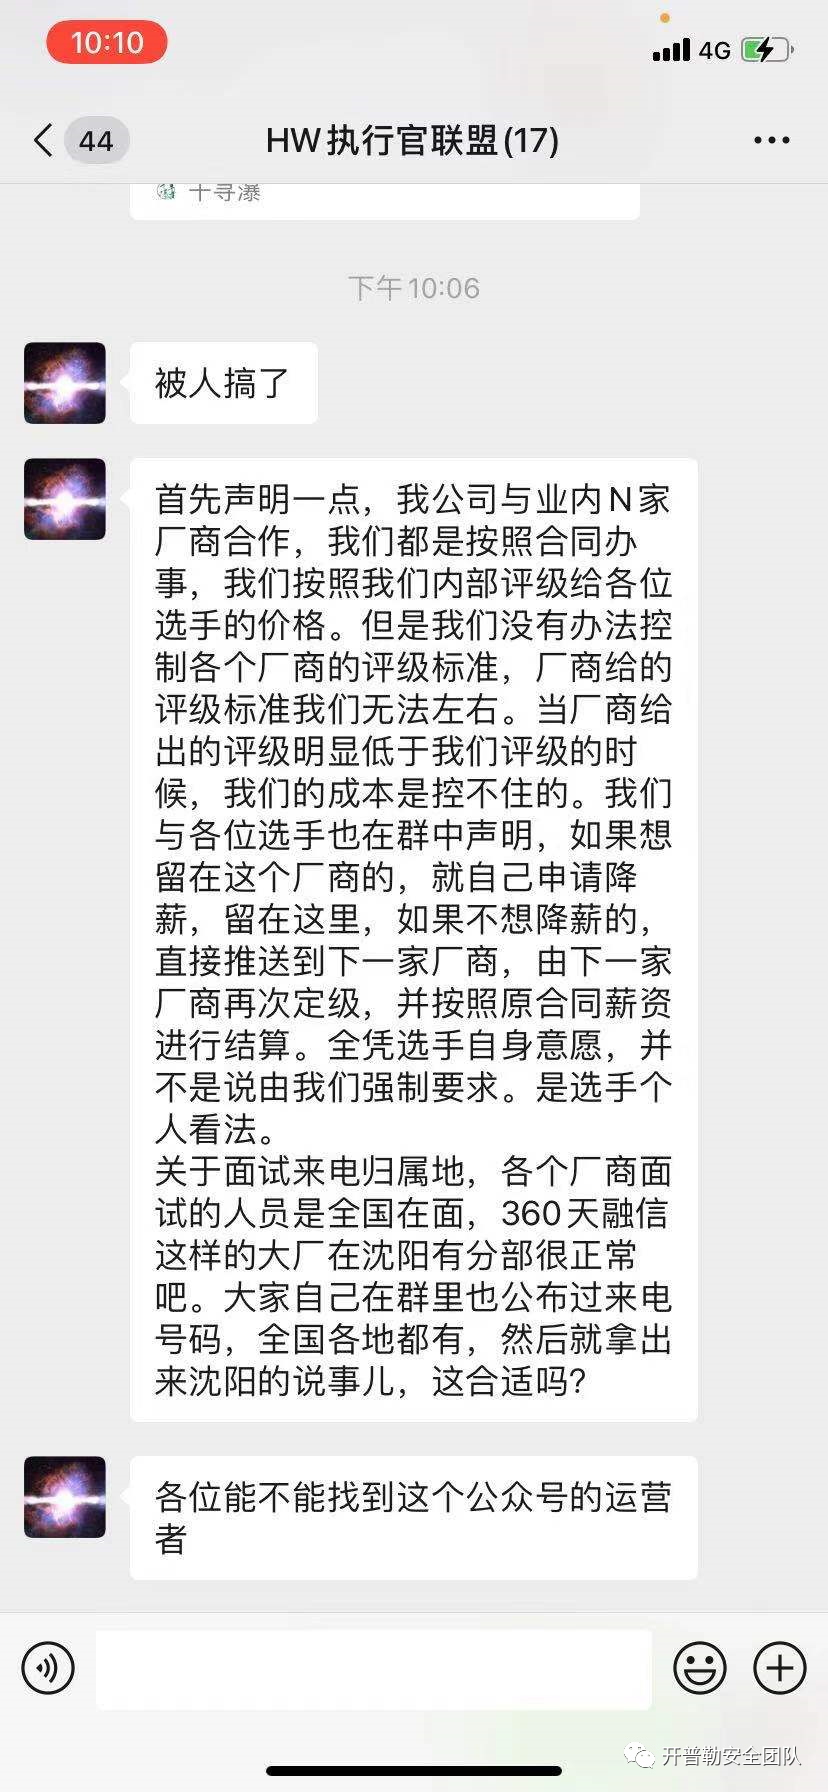 10:10
4G
44
HW执行官联盟(17)
千寻瀑
下午10:06
被人搞了
首先声明一点，我公司与业内N家
厂商合作，我们都是按照合同办
事，我们按照我们内部评级给各位
选手的价格。但是我们没有办法控
制各个厂商的评级标准，厂商给的
评级标准我们无法左右。当厂商给
出的评级明显低于我们评级的时
候，我们的成本是控不住的。我们
与各位选手也在群中声明，如果想
留在这个厂商的，就自己申请降
薪，留在这里，如果不想降薪的，
直接推送到下一家厂商，由下一家
厂商再次定级，并按照原合同薪资
进行结算。全凭选手自身意愿，并
不是说由我们强制要求。是选手个
人看法。
关于面试来电归属地，各个厂商面
试的人员是全国在面，360天融信
这样的大厂在沈阳有分部很正常
吧。大家自己在群里也公布过来电
号码，全国各地都有，然后就拿出
来沈阳的说事儿，这合适吗?
各位能不能找到这个公众号的运营
者
开普勒安全团队